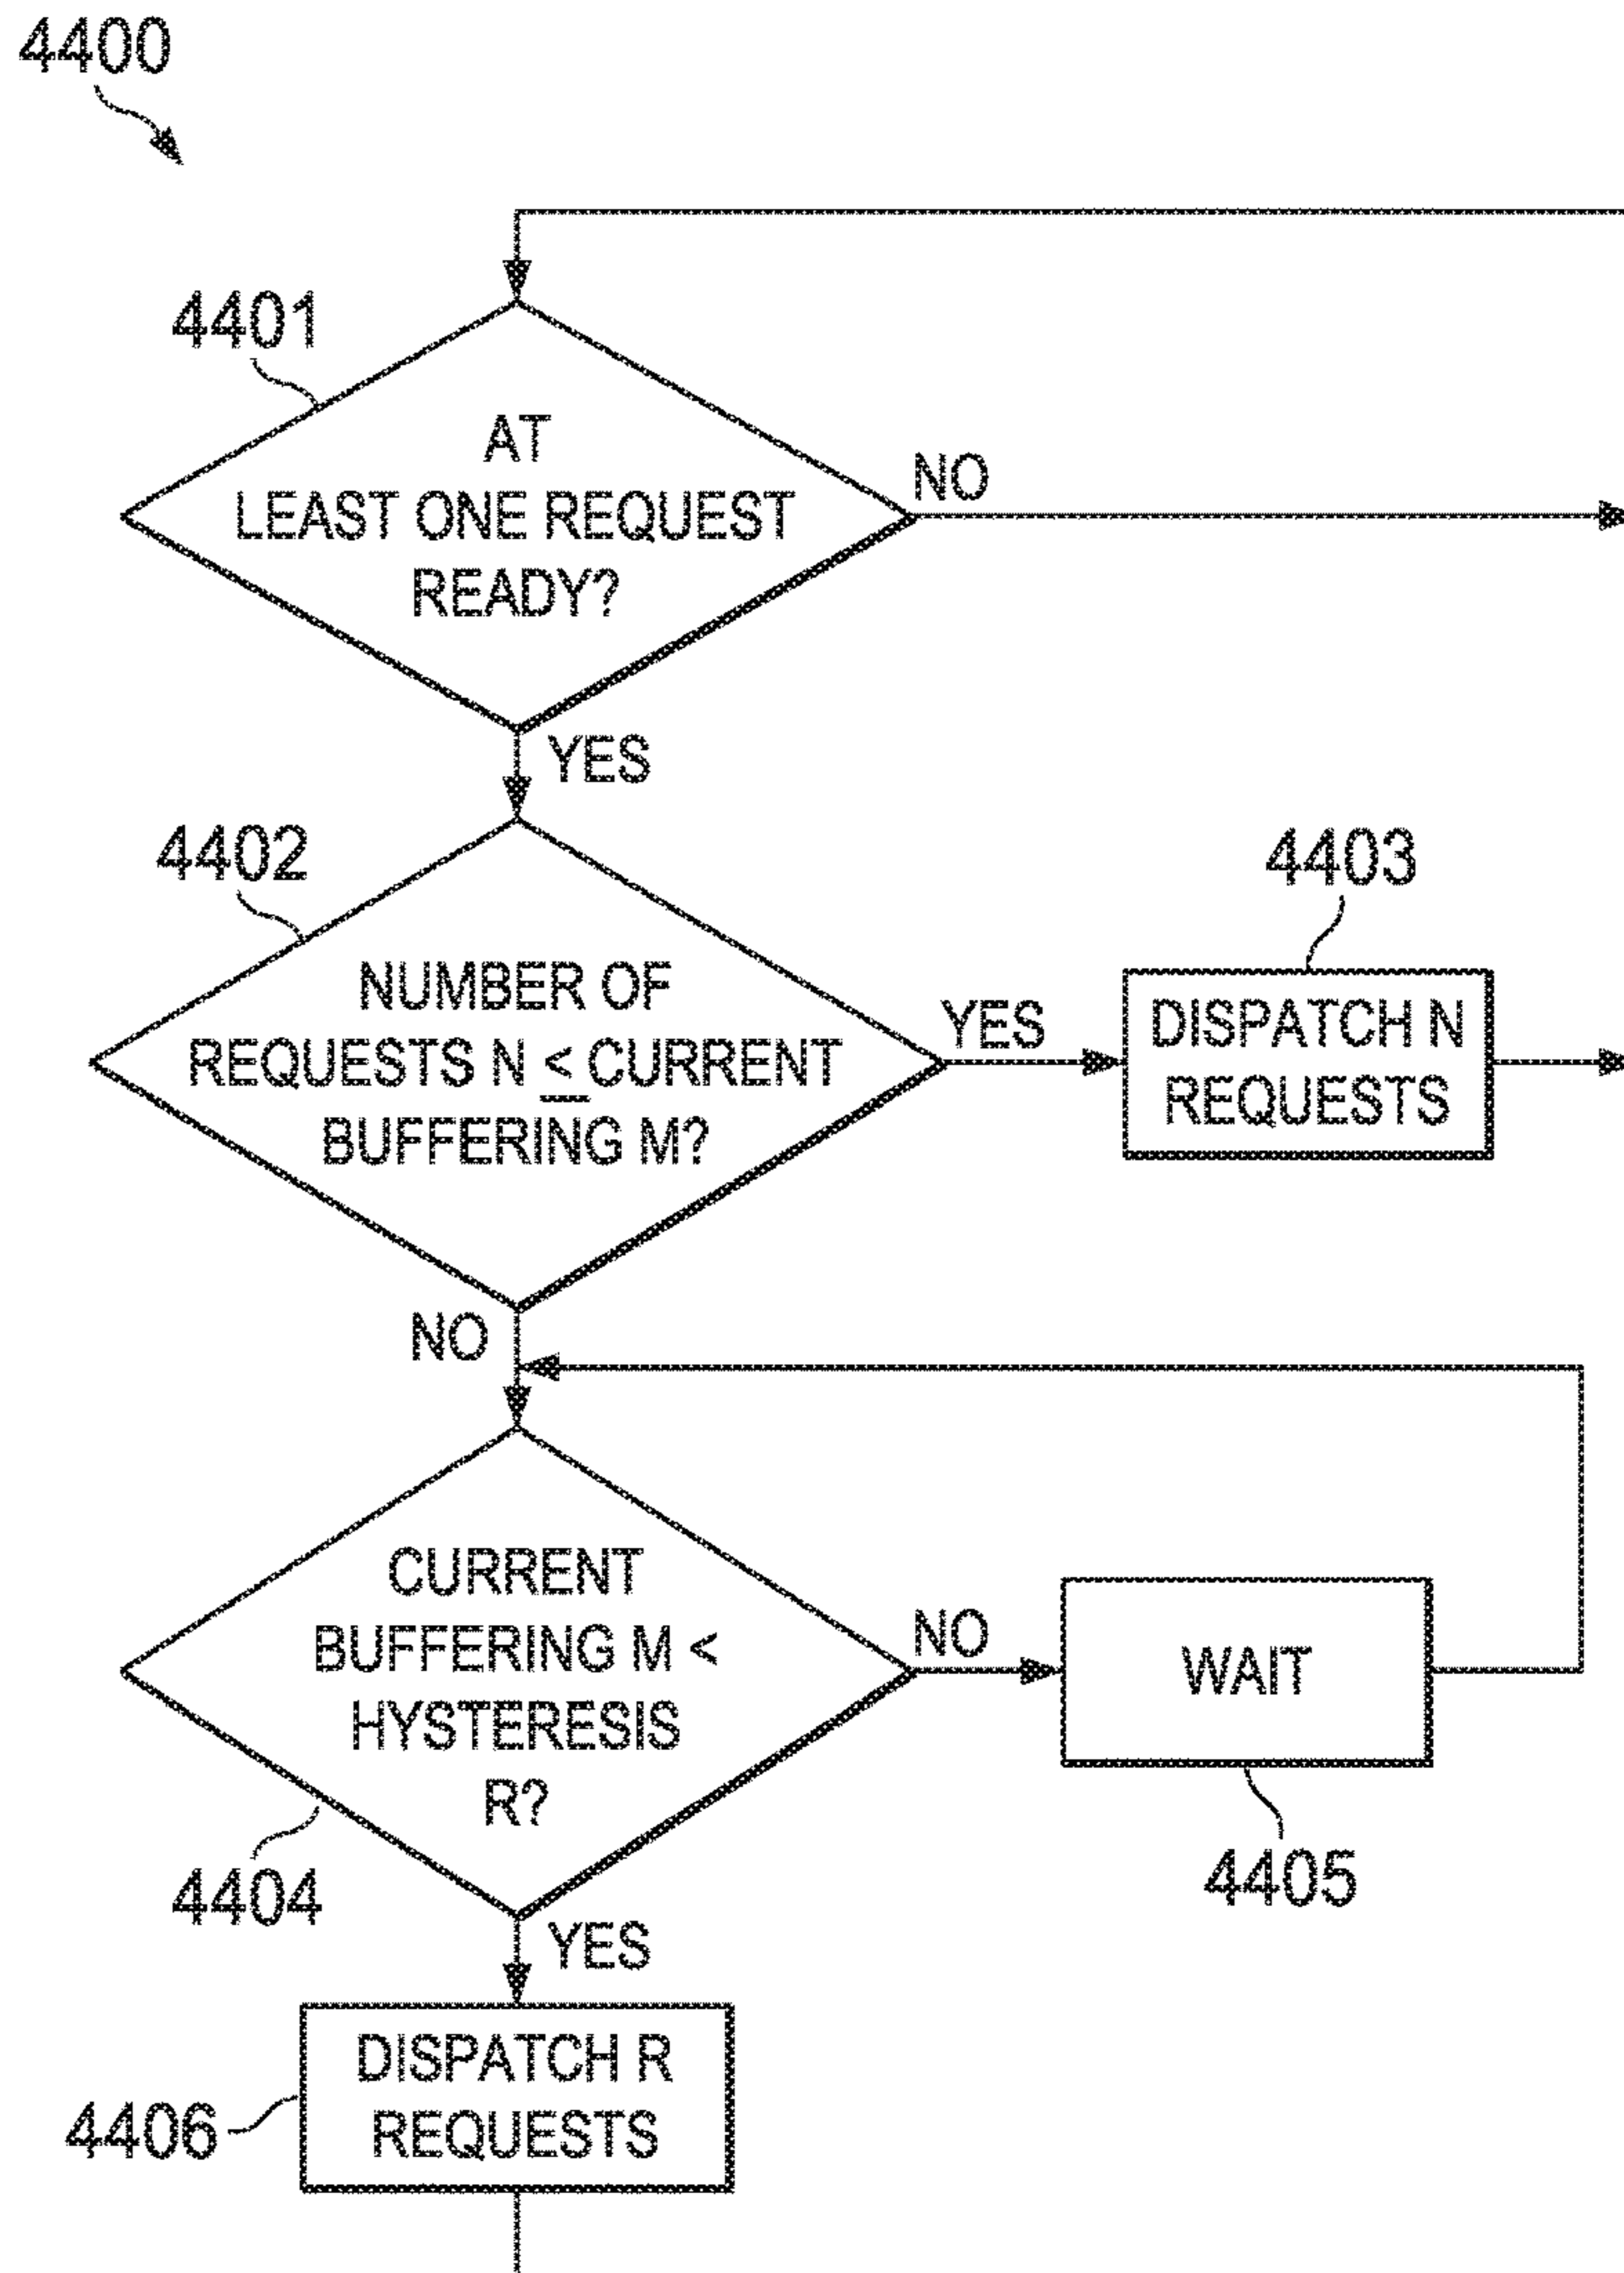 4400
4401
AT
LEAST ONE REQUEST
READY?
NO
YES
4402
NUMBER OF
REQUESTS N ≤ CURRENT
BUFFERING M?
YES
4403
DISPATCH N
REQUESTS
NO
CURRENT
BUFFERING M <
HYSTERESIS
R?
NO
WAIT
4404
4405
YES
DISPATCH R
REQUESTS
4406